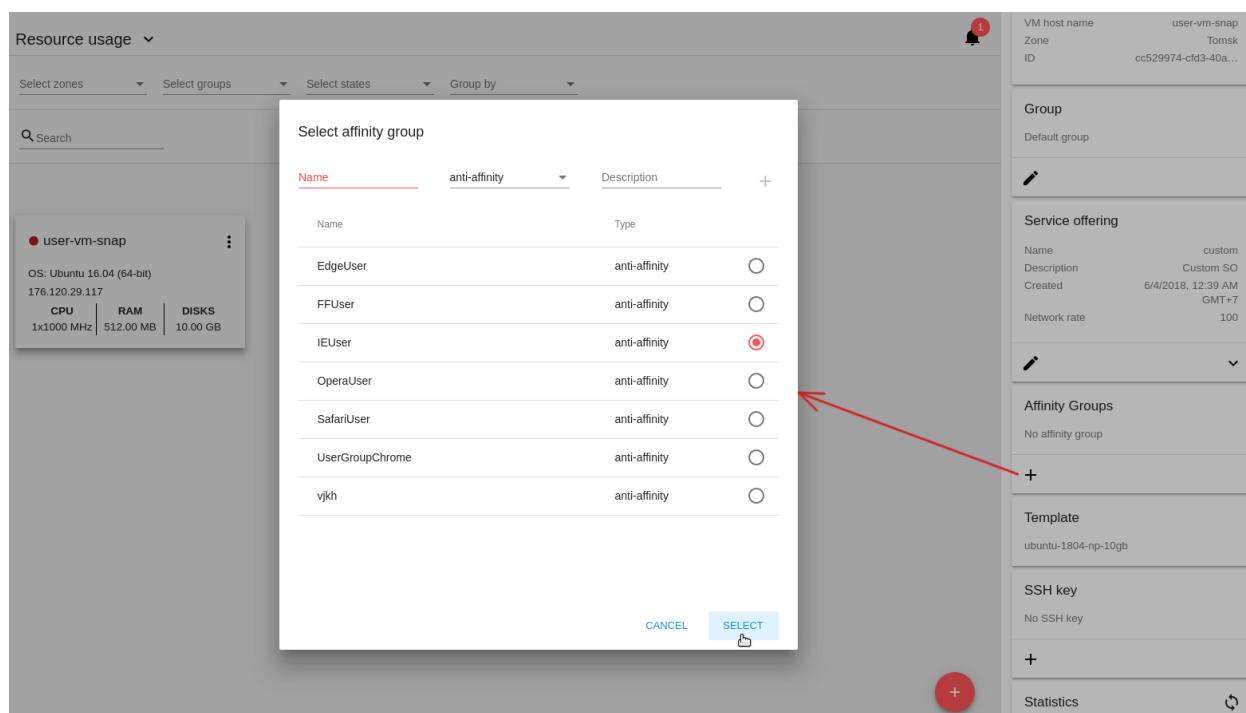 Resource usage
1
Select zones
Select groups
Select states
Group by
Search
user-vm-snap
OS: Ubuntu 16.04 (64-bit)
176.120.29.117
CPU RAM DISKS
1x1000 MHz 512.00 MB 10.00 GB
Select affinity group
Name anti-affinity Description +
Name Type
EdgeUser anti-affinity
FFUser anti-affinity
IEUser anti-affinity
OperaUser anti-affinity
SafariUser anti-affinity
UserGroupChrome anti-affinity
vjkh anti-affinity
CANCEL SELECT
+
VM host name user-vm-snap
Zone Tomsk
ID cc529974-cfd3-40a...
Group
Default group
Service offering
Name custom
Description Custom SO
Created 6/4/2018, 12:39 AM
GMT+7
Network rate 100
Affinity Groups
No affinity group
+
Template
ubuntu-1804-np-10gb
SSH key
No SSH key
+
Statistics